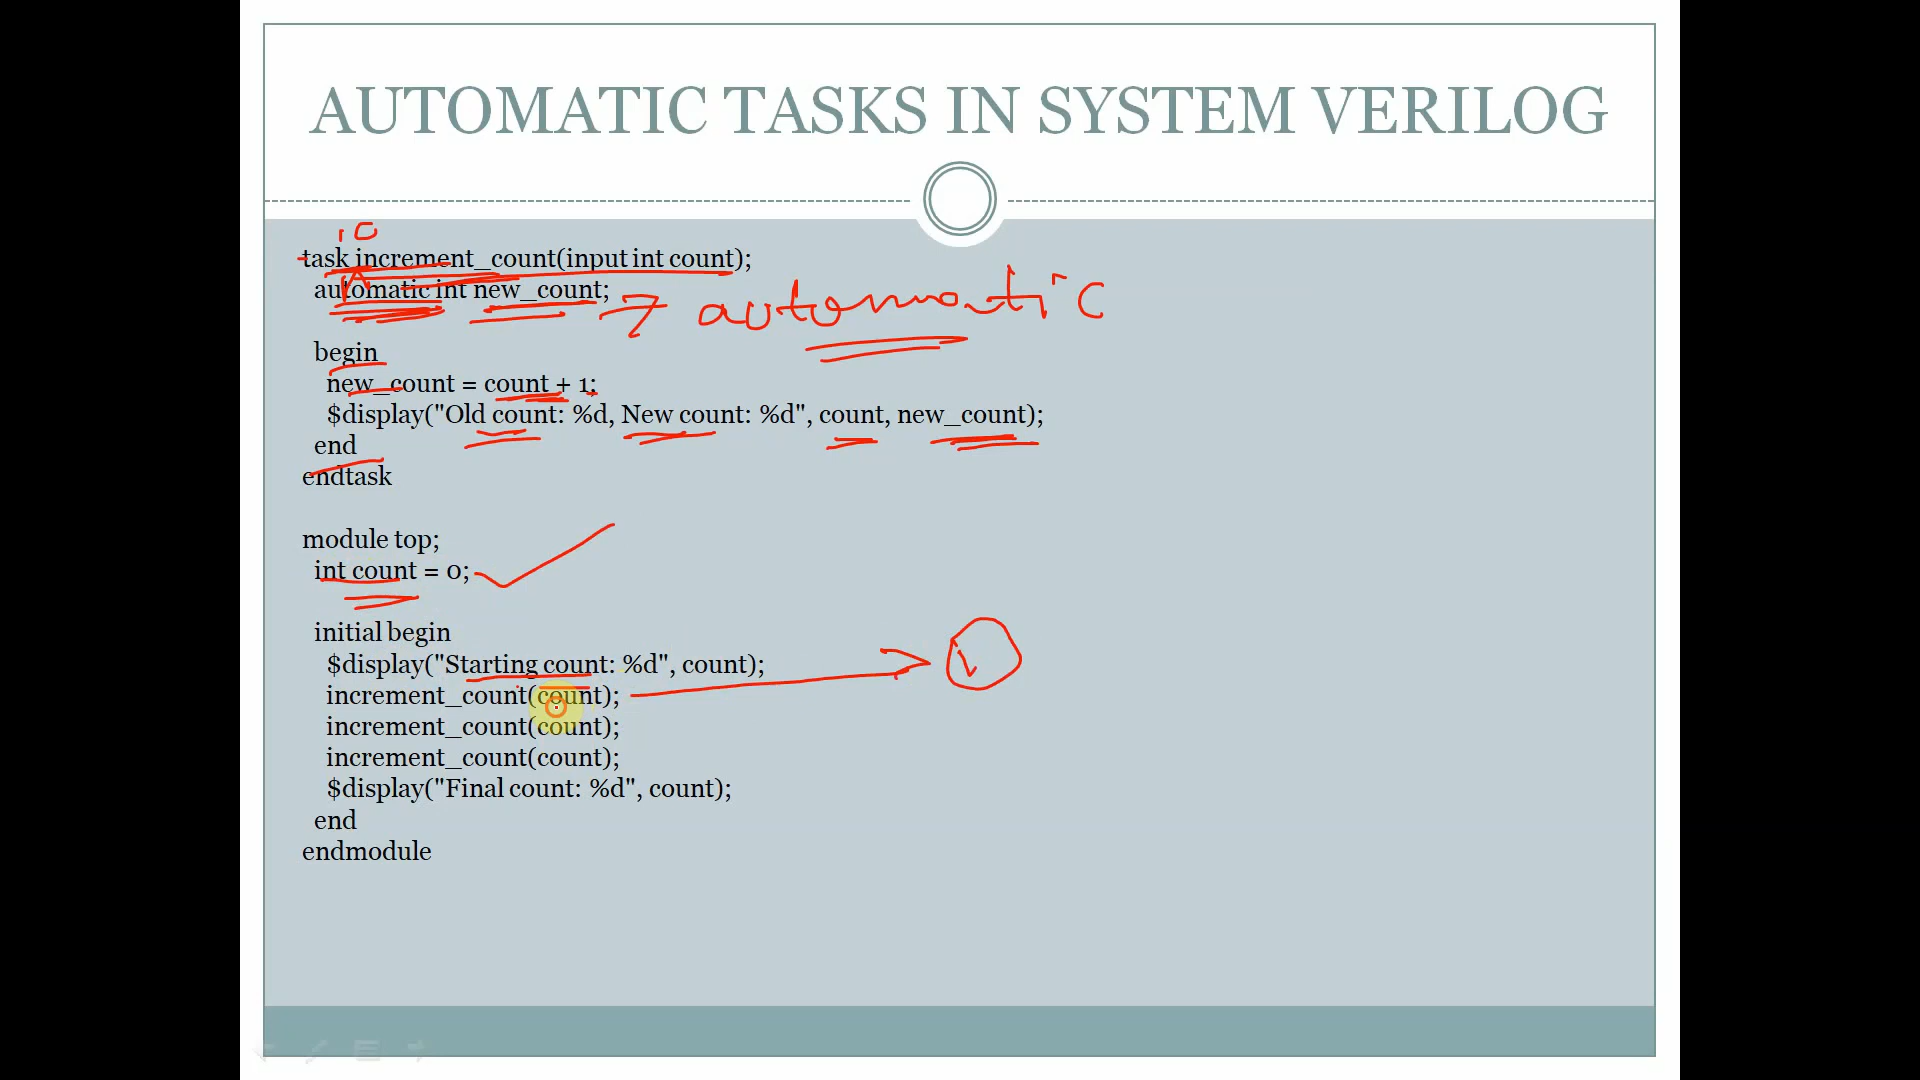 AUTOMATIC TASKS IN SYSTEM VERILOG
task increment_count(input int count);
automatic int new_count;
automatic
begin
new_count = count + 1;
$display("Old count: %d, New count: %d", count, new_count);
end
endtask
module top;
int count = 0;
initial begin
$display("Starting count: %d", count);
increment_count(count);
increment_count(count);
increment_count(count);
$display("Final count: %d", count);
end
endmodule